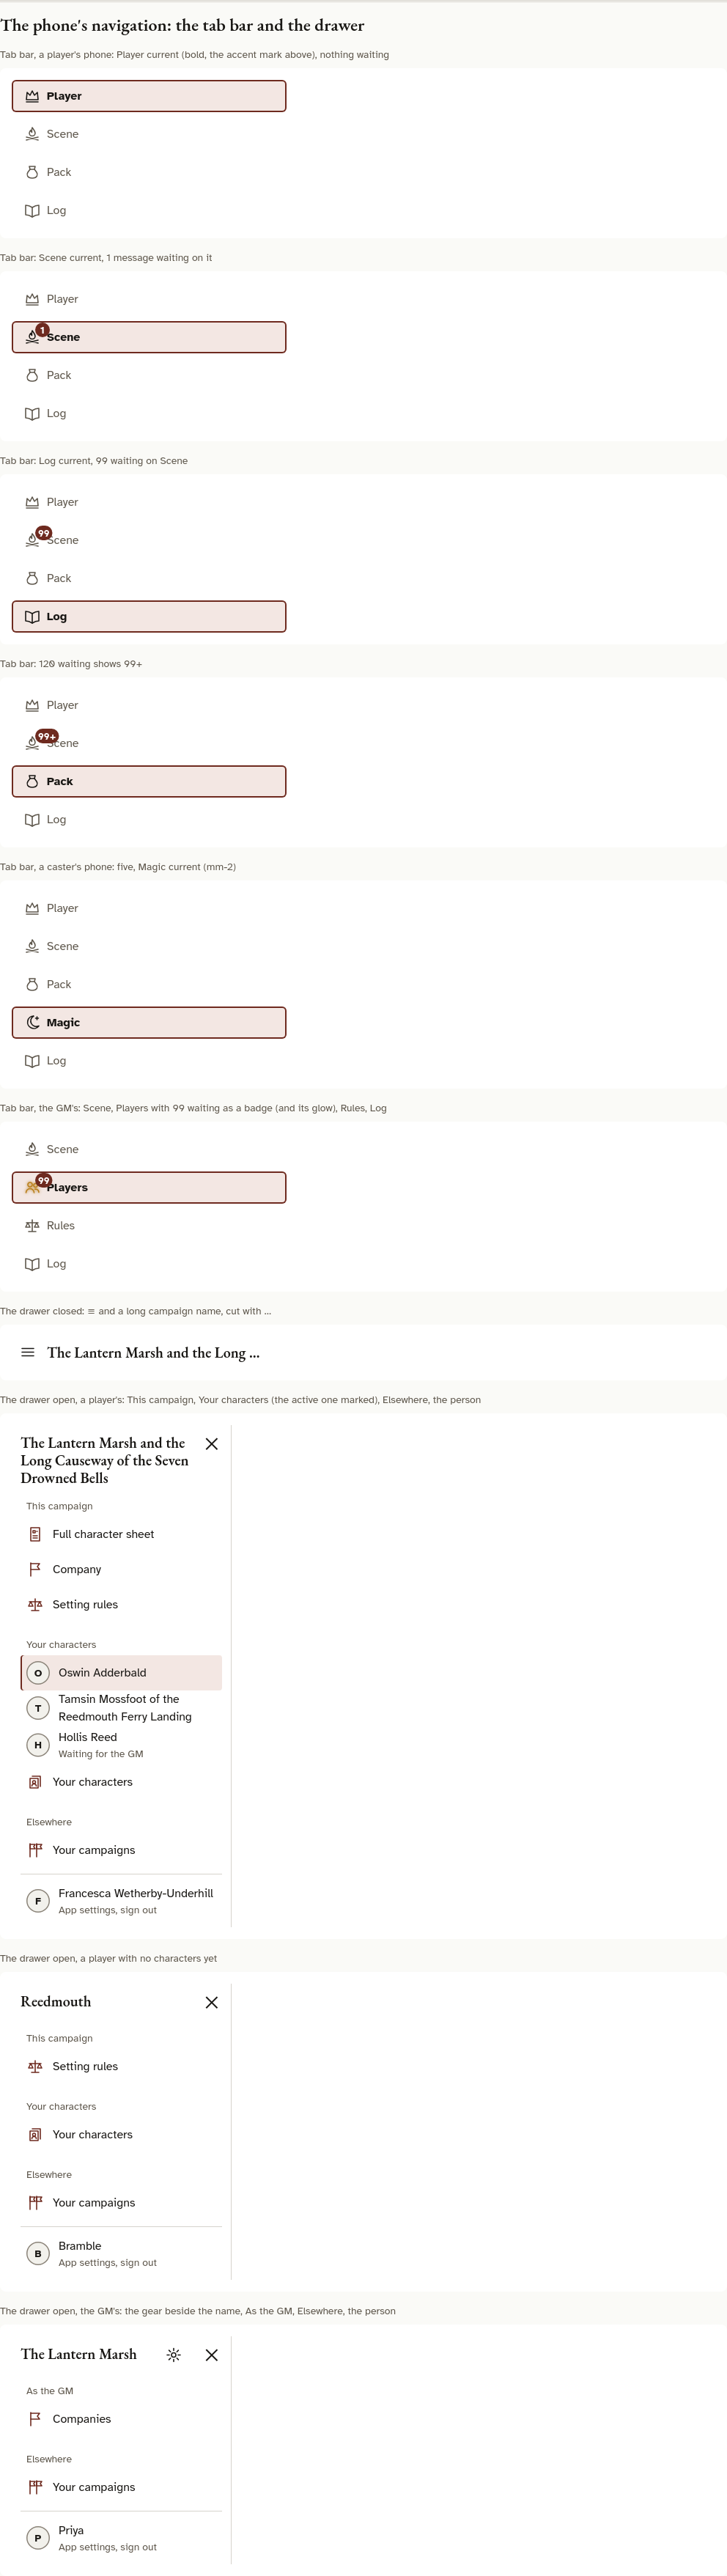 The phone's navigation: the tab bar and the drawer
Tab bar, a player's phone: Player current (bold, the accent mark above), nothing waiting
Player
Scene
Pack
Log
Tab bar: Scene current, 1 message waiting on it
Player
1
Scene
Pack
Log
Tab bar: Log current, 99 waiting on Scene
Player
99
Scene
Pack
Log
Tab bar: 120 waiting shows 99+
Player
99+
Scene
Pack
Log
Tab bar, a caster's phone: five, Magic current (mm-2)
Player
Scene
Pack
Magic
Log
Tab bar, the GM's: Scene, Players with 99 waiting as a badge (and its glow), Rules, Log
Scene
99
Players
Rules
Log
The drawer closed: ≡ and a long campaign name, cut with …
The Lantern Marsh and the Long …
The drawer open, a player's: This campaign, Your characters (the active one marked), Elsewhere, the person
The Lantern Marsh and the
Long Causeway of the Seven
Drowned Bells
This campaign
Full character sheet
Company
Setting rules
Your characters
O Oswin Adderbald
T Tamsin Mossfoot of the
Reedmouth Ferry Landing
H Hollis Reed
Waiting for the GM
Your characters
Elsewhere
Your campaigns
F Francesca Wetherby-Underhill
App settings, sign out
The drawer open, a player with no characters yet
Reedmouth
This campaign
Setting rules
Your characters
Your characters
Elsewhere
Your campaigns
B Bramble
App settings, sign out
The drawer open, the GM's: the gear beside the name, As the GM, Elsewhere, the person
The Lantern Marsh
As the GM
Companies
Elsewhere
Your campaigns
P Priya
App settings, sign out